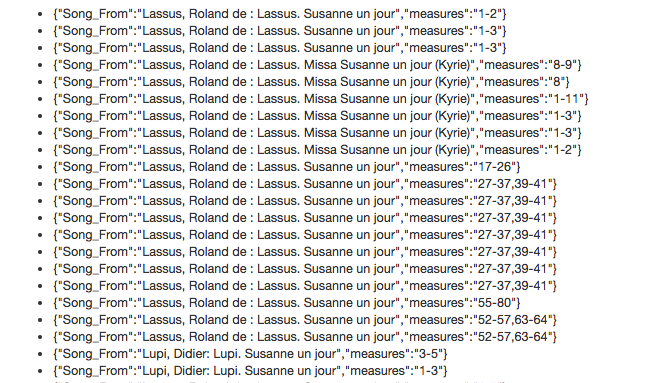 {"Song_From":"Lassus, Roland de : Lassus. Susanne un jour","measures":"1-2"}
{"Song_From":"Lassus, Roland de : Lassus. Susanne un jour","measures":"1-3"}
{"Song_From":"Lassus, Roland de : Lassus. Susanne un jour","measures":"1-3"}
{"Song_From":"Lassus, Roland de : Lassus. Missa Susanne un jour (Kyrie)","measures":"8-9"}
{"Song_From":"Lassus, Roland de : Lassus. Missa Susanne un jour (Kyrie)","measures":"8"}
{"Song_From":"Lassus, Roland de : Lassus. Missa Susanne un jour (Kyrie)","measures":"1-11"}
{"Song_From":"Lassus, Roland de : Lassus. Missa Susanne un jour (Kyrie)","measures":"1-3"}
{"Song_From":"Lassus, Roland de : Lassus. Missa Susanne un jour (Kyrie)","measures":"1-3"}
{"Song_From":"Lassus, Roland de : Lassus. Missa Susanne un jour (Kyrie)","measures":"1-2"}
{"Song_From":"Lassus, Roland de : Lassus. Susanne un jour","measures":"17-26"}
{"Song_From":"Lassus, Roland de : Lassus. Susanne un jour","measures":"27-37,39-41"}
{"Song_From":"Lassus, Roland de : Lassus. Susanne un jour","measures":"27-37,39-41"}
{"Song_From":"Lassus, Roland de : Lassus. Susanne un jour","measures":"27-37,39-41"}
{"Song_From":"Lassus, Roland de : Lassus. Susanne un jour","measures":"27-37,39-41"}
{"Song_From":"Lassus, Roland de : Lassus. Susanne un jour","measures":"27-37,39-41"}
{"Song_From":"Lassus, Roland de : Lassus. Susanne un jour","measures":"27-37,39-41"}
{"Song_From":"Lassus, Roland de : Lassus. Susanne un jour","measures":"27-37,39-41"}
{"Song_From":"Lassus, Roland de : Lassus. Susanne un jour","measures":"55-80"}
{"Song_From":"Lassus, Roland de : Lassus. Susanne un jour","measures":"52-57,63-64"}
{"Song_From":"Lassus, Roland de : Lassus. Susanne un jour","measures":"52-57,63-64"}
{"Song_From":"Lupi, Didier: Lupi. Susanne un jour","measures":"3-5"}
{"Song_From":"Lupi, Didier: Lupi. Susanne un jour","measures":"1-3"}